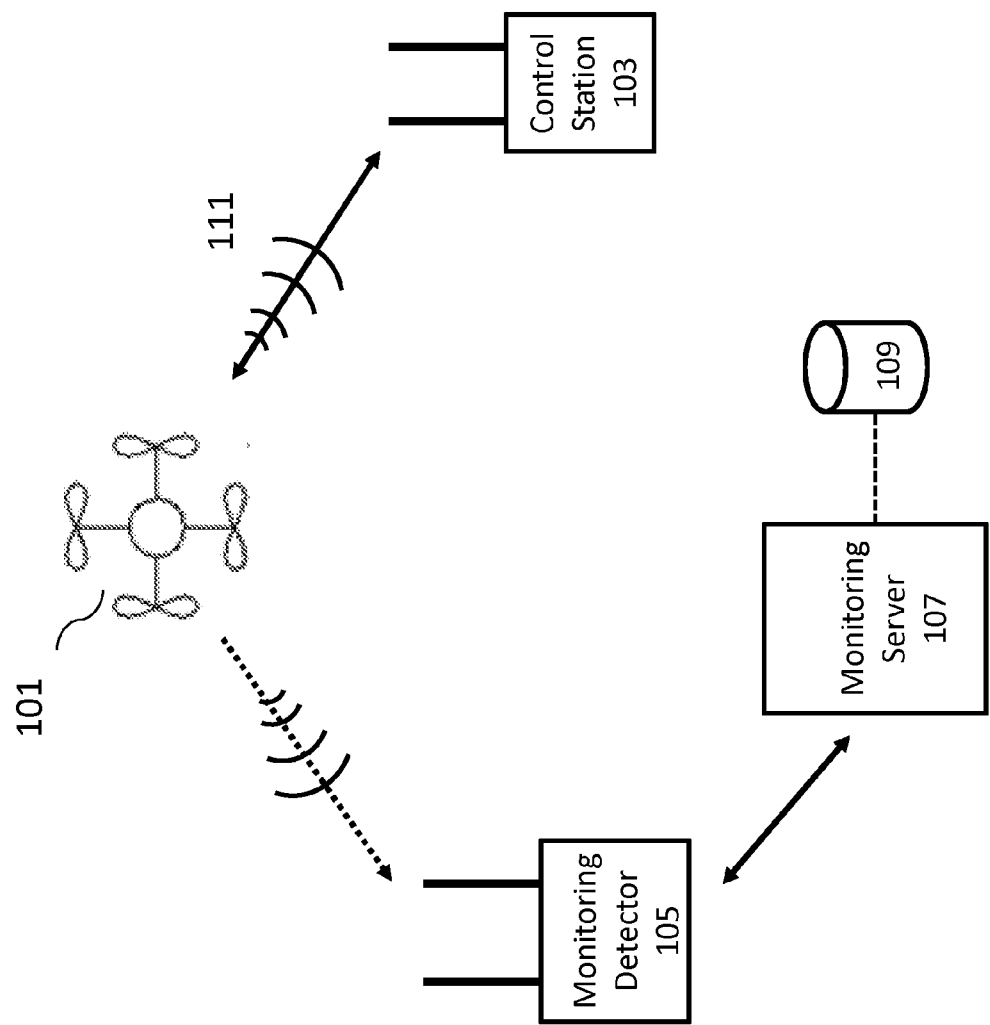 101
111
Control
Station
103
Monitoring
Detector
105
Monitoring
Server
107
109